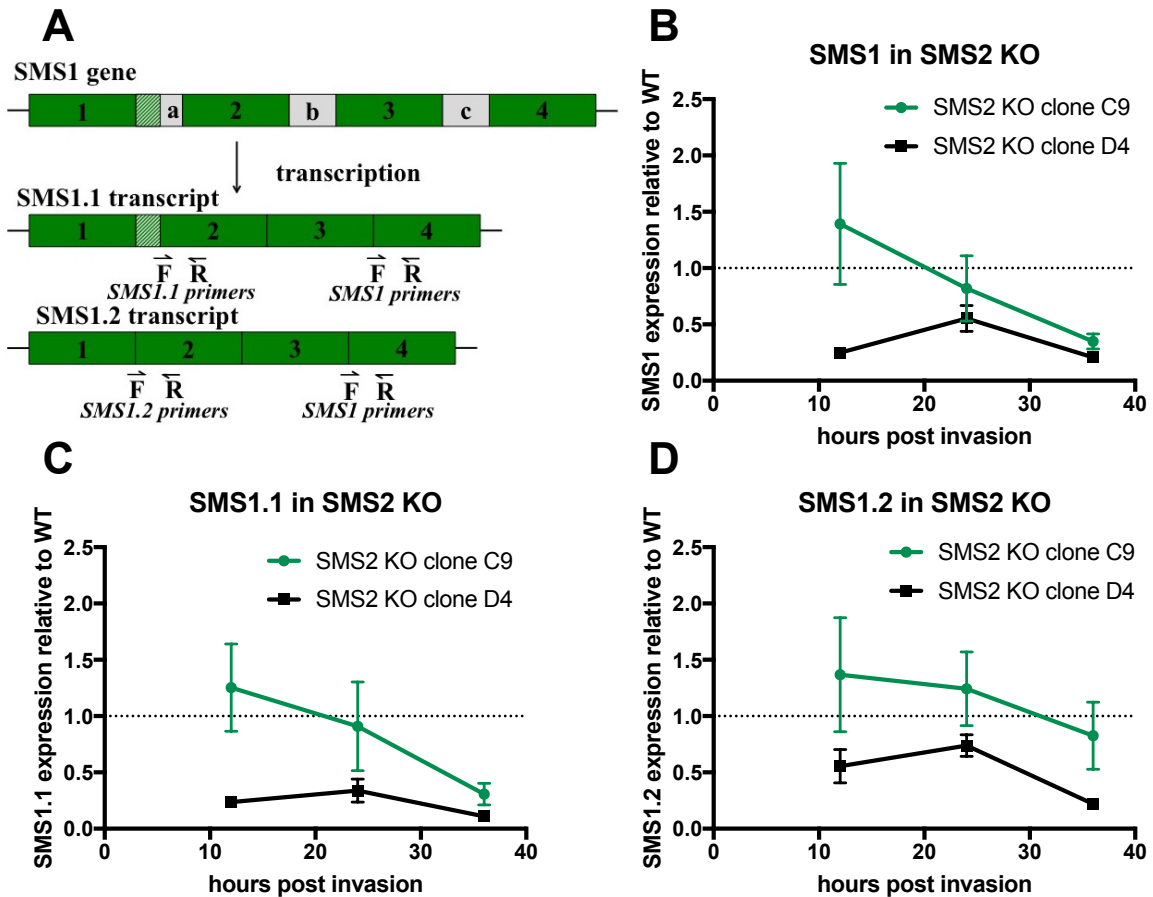 A
SMS1 gene
1 a 2 b 3 c 4
transcription
SMS1.1 transcript
1 2 3 4
F R F R
SMS1.1 primers SMS1 primers
SMS1.2 transcript
1 2 3 4
F R F R
SMS1.2 primers SMS1 primers
B
SMS1 in SMS2 KO
SMS1 expression relative to WT
2.5
2.0
1.5
1.0
0.5
0.0
SMS2 KO clone C9
SMS2 KO clone D4
0 10 20 30 40
hours post invasion
C
SMS1.1 in SMS2 KO
SMS1.1 expression relative to WT
2.5
2.0
1.5
1.0
0.5
0.0
SMS2 KO clone C9
SMS2 KO clone D4
0 10 20 30 40
hours post invasion
D
SMS1.2 in SMS2 KO
SMS1.2 expression relative to WT
2.5
2.0
1.5
1.0
0.5
0.0
SMS2 KO clone C9
SMS2 KO clone D4
0 10 20 30 40
hours post invasion